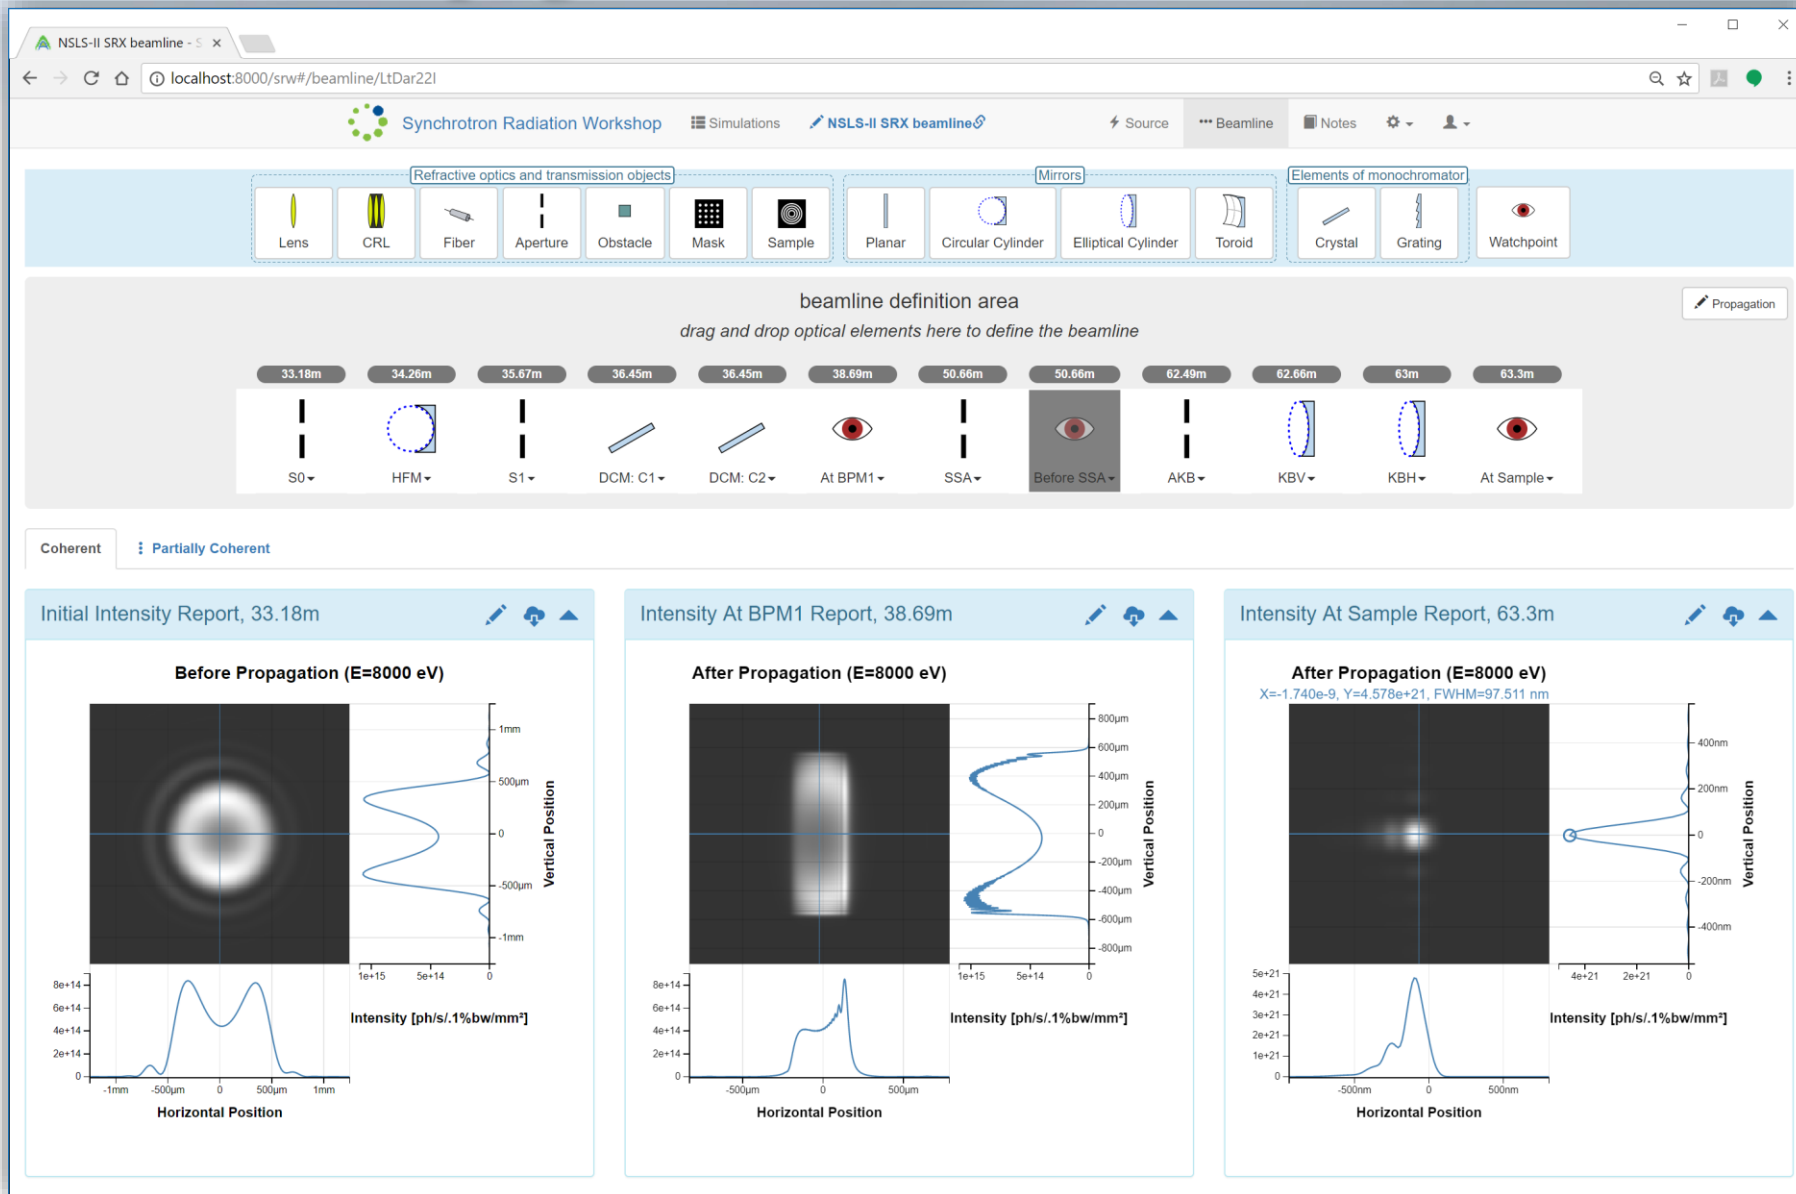 NSLS-II SRX beamline - S
localhost:8000/srw#/beamline/LtDar22I
Synchrotron Radiation Workshop
Simulations
NSLS-II SRX beamline
Source
Beamline
Notes
Refractive optics and transmission objects
Mirrors
Elements of monochromator
Lens CRL Fiber Aperture Obstacle Mask Sample
Planar Circular Cylinder Elliptical Cylinder Toroid
Crystal Grating
Watchpoint
beamline definition area
Propagation
drag and drop optical elements here to define the beamline
33.18m 34.26m 35.67m 36.45m 36.45m 38.69m 50.66m 50.66m 62.49m 62.66m 63m 63.3m
S0 HFM S1 DCM: C1 DCM: C2 At BPM1 SSA Before SSA AKB KBV KBH At Sample
Coherent
Partially Coherent
Initial Intensity Report, 33.18m
Before Propagation (E=8000 eV)
1mm
500µm
0
-500µm
-1mm
Vertical Position
1e+15 5e+14 0
8e+14
6e+14
4e+14
2e+14
0
Intensity [ph/s/.1%bw/mm²]
-1mm -500µm 0 500µm 1mm
Horizontal Position
Intensity At BPM1 Report, 38.69m
After Propagation (E=8000 eV)
800µm
600µm
400µm
200µm
0
-200µm
-400µm
-600µm
-800µm
Vertical Position
1e+15 5e+14 0
8e+14
6e+14
4e+14
2e+14
0
Intensity [ph/s/.1%bw/mm²]
-500µm 0 500µm
Horizontal Position
Intensity At Sample Report, 63.3m
After Propagation (E=8000 eV)
X=-1.740e-9, Y=4.578e+21, FWHM=97.511 nm
400nm
200nm
0
-200nm
-400nm
Vertical Position
4e+21 2e+21 0
5e+21
4e+21
3e+21
2e+21
1e+21
0
Intensity [ph/s/.1%bw/mm²]
-500nm 0 500nm
Horizontal Position